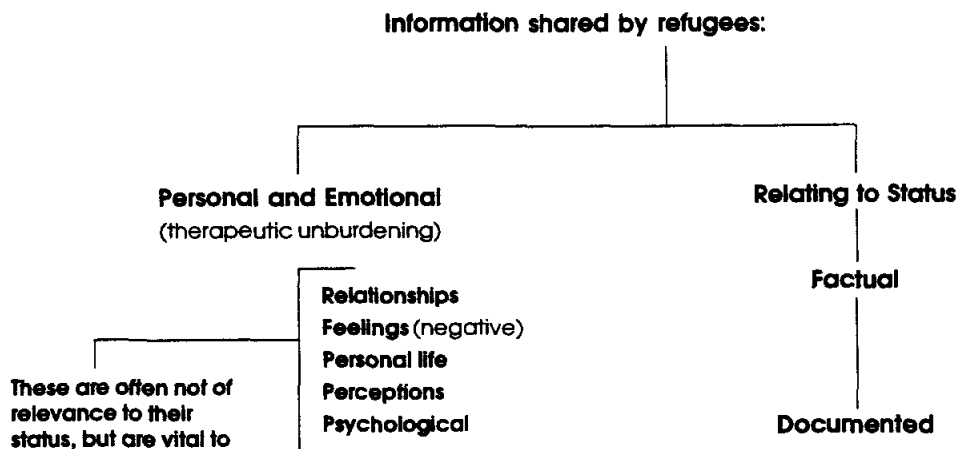 Information shared by refugees:
Personal and Emotional
(therapeutic unburdening)
Relating to Status
Relationships
Feelings (negative)
Personal life
Perceptions
Psychological
Factual
Documented
These are often not of
relevance to their
status, but are vital to